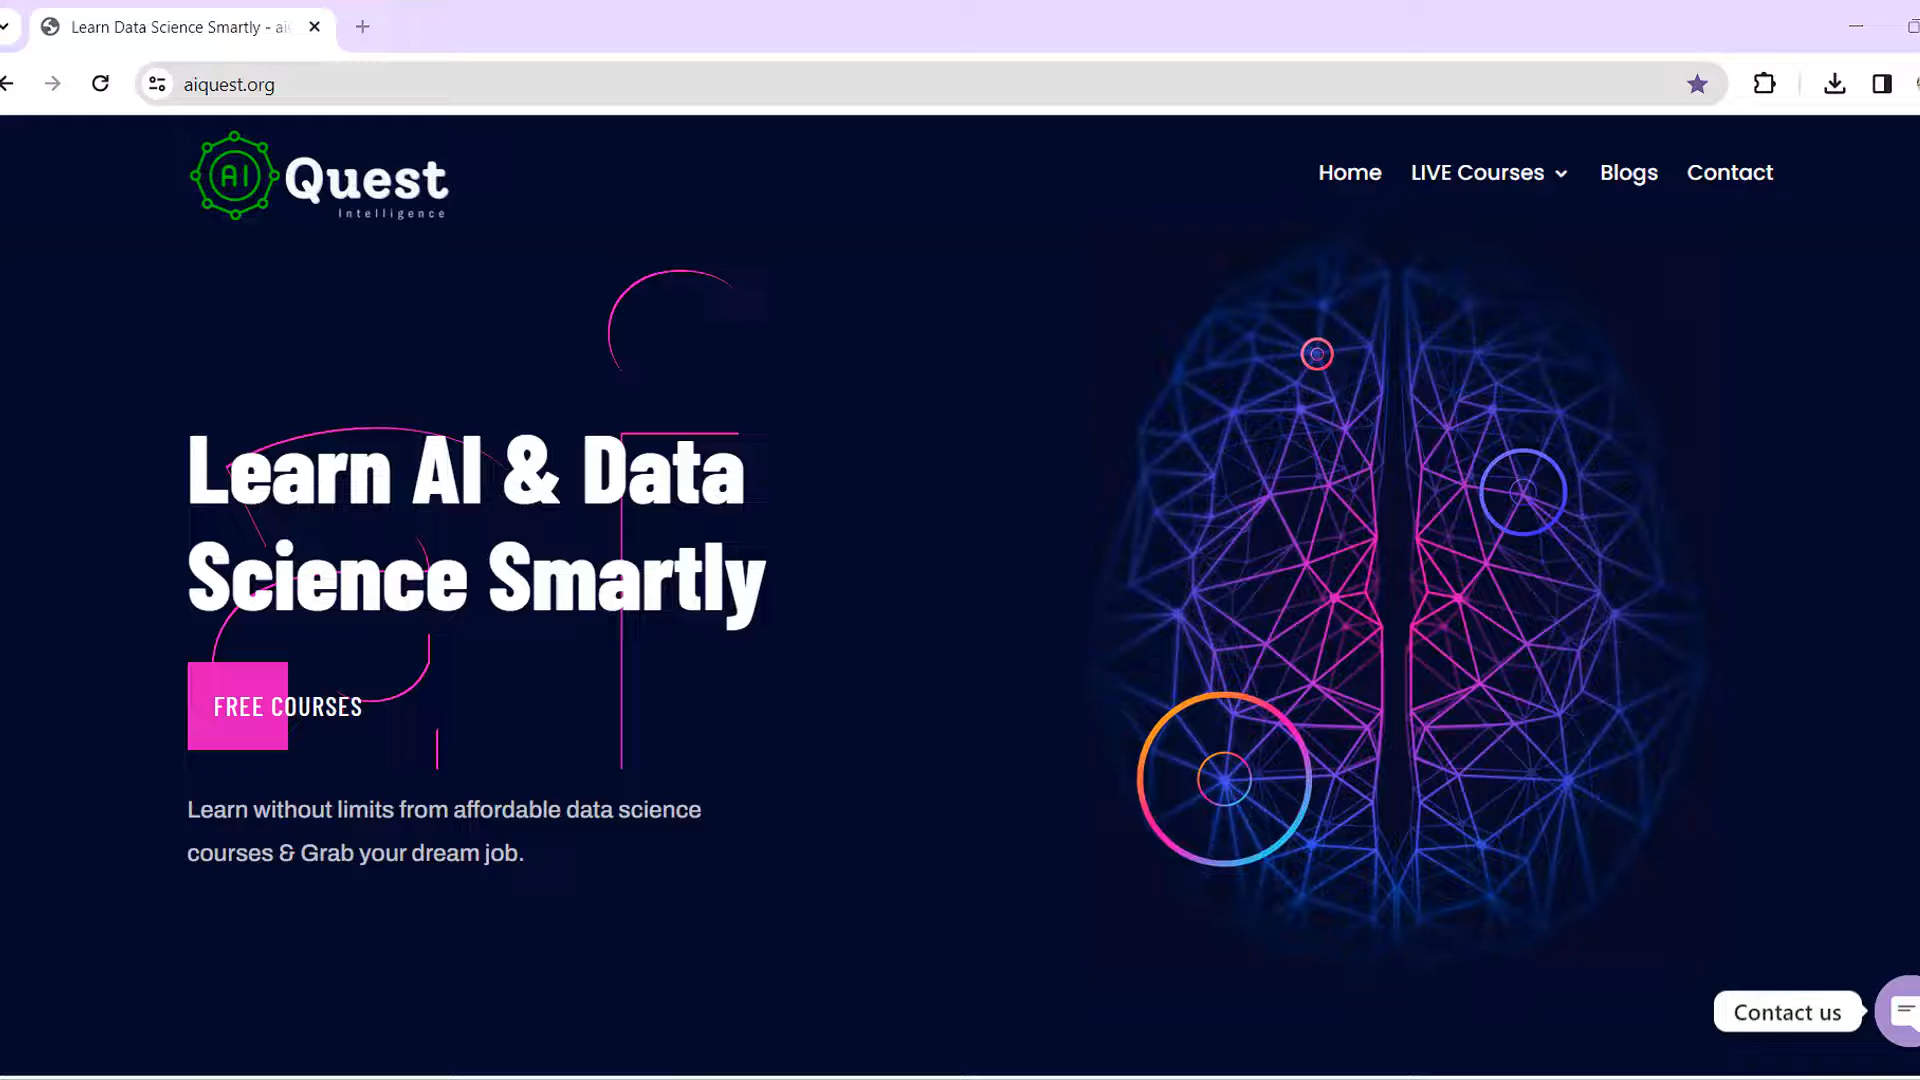 Learn Data Science Smartly - ai
aiquest.org
AI Quest
Intelligence
Home LIVE Courses Blogs Contact
Learn AI & Data
Science Smartly
FREE COURSES
Learn without limits from affordable data science
courses & Grab your dream job.
Contact us